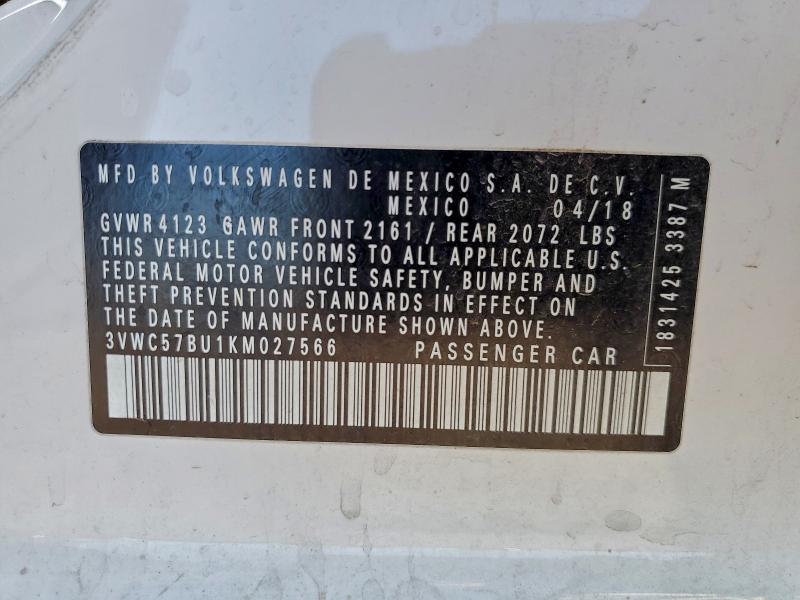 MFD BY VOLKSWAGEN DE MEXICO S.A. DE C.V.
MEXICO 04/18
GVWR 4123 GAWR FRONT 2161 / REAR 2072 LBS
THIS VEHICLE CONFORMS TO ALL APPLICABLE U.S.
FEDERAL MOTOR VEHICLE SAFETY, BUMPER AND
THEFT PREVENTION STANDARDS IN EFFECT ON
THE DATE OF MANUFACTURE SHOWN ABOVE.
3VWC57BU1KM027566 PASSENGER CAR
1831425 3387 M